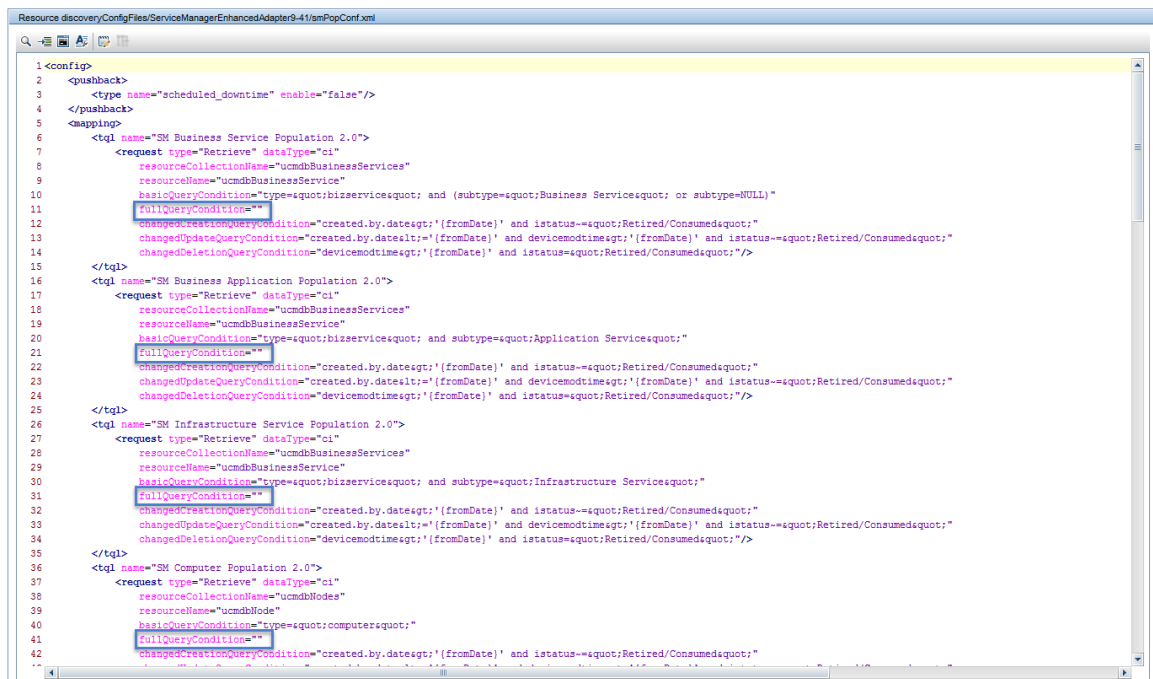 Resource discoveryConfigFiles/ServiceManagerEnhancedAdapter9-41/smPopConf.xml
1 <config>
2 <pushback>
3 <type name="scheduled_downtime" enable="false"/>
4 </pushback>
5 <mapping>
6 <tql name="SM Business Service Population 2.0">
7 <request type="Retrieve" dataType="ci"
8 resourceCollectionName="ucmdbBusinessServices"
9 resourceName="ucmdbBusinessService"
10 basicQueryCondition="type=&quot;bizservice&quot; and (subtype=&quot;Business Service&quot; or subtype=NULL)"
11 fullQueryCondition=""
12 changedCreationQueryCondition="created.by.date&gt;'{fromDate}' and istatus~=&quot;Retired/Consumed&quot;"
13 changedUpdateQueryCondition="created.by.date&lt;='{fromDate}' and devicemodtime&gt;'{fromDate}' and istatus~=&quot;Retired/Consumed&quot;"
14 changedDeletionQueryCondition="devicemodtime&gt;'{fromDate}' and istatus=&quot;Retired/Consumed&quot;"/>
15 </tql>
16 <tql name="SM Business Application Population 2.0">
17 <request type="Retrieve" dataType="ci"
18 resourceCollectionName="ucmdbBusinessServices"
19 resourceName="ucmdbBusinessService"
20 basicQueryCondition="type=&quot;bizservice&quot; and subtype=&quot;Application Service&quot;"
21 fullQueryCondition=""
22 changedCreationQueryCondition="created.by.date&gt;'{fromDate}' and istatus~=&quot;Retired/Consumed&quot;"
23 changedUpdateQueryCondition="created.by.date&lt;='{fromDate}' and devicemodtime&gt;'{fromDate}' and istatus~=&quot;Retired/Consumed&quot;"
24 changedDeletionQueryCondition="devicemodtime&gt;'{fromDate}' and istatus=&quot;Retired/Consumed&quot;"/>
25 </tql>
26 <tql name="SM Infrastructure Service Population 2.0">
27 <request type="Retrieve" dataType="ci"
28 resourceCollectionName="ucmdbBusinessServices"
29 resourceName="ucmdbBusinessService"
30 basicQueryCondition="type=&quot;bizservice&quot; and subtype=&quot;Infrastructure Service&quot;"
31 fullQueryCondition=""
32 changedCreationQueryCondition="created.by.date&gt;'{fromDate}' and istatus~=&quot;Retired/Consumed&quot;"
33 changedUpdateQueryCondition="created.by.date&lt;='{fromDate}' and devicemodtime&gt;'{fromDate}' and istatus~=&quot;Retired/Consumed&quot;"
34 changedDeletionQueryCondition="devicemodtime&gt;'{fromDate}' and istatus=&quot;Retired/Consumed&quot;"/>
35 </tql>
36 <tql name="SM Computer Population 2.0">
37 <request type="Retrieve" dataType="ci"
38 resourceCollectionName="ucmdbNodes"
39 resourceName="ucmdbNode"
40 basicQueryCondition="type=&quot;computer&quot;"
41 fullQueryCondition=""
42 changedCreationQueryCondition="created.by.date&gt;'{fromDate}' and istatus~=&quot;Retired/Consumed&quot;"